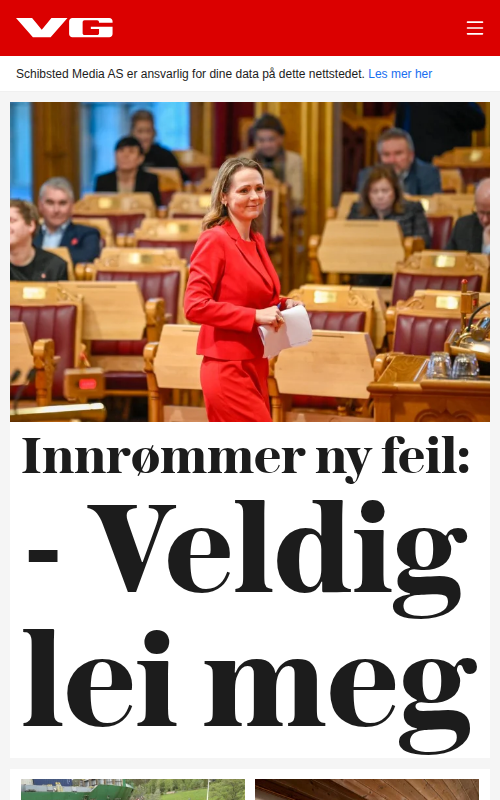 VG
Schibsted Media AS er ansvarlig for dine data på dette nettstedet. Les mer her
Innrømmer ny feil:
- Veldig
lei meg